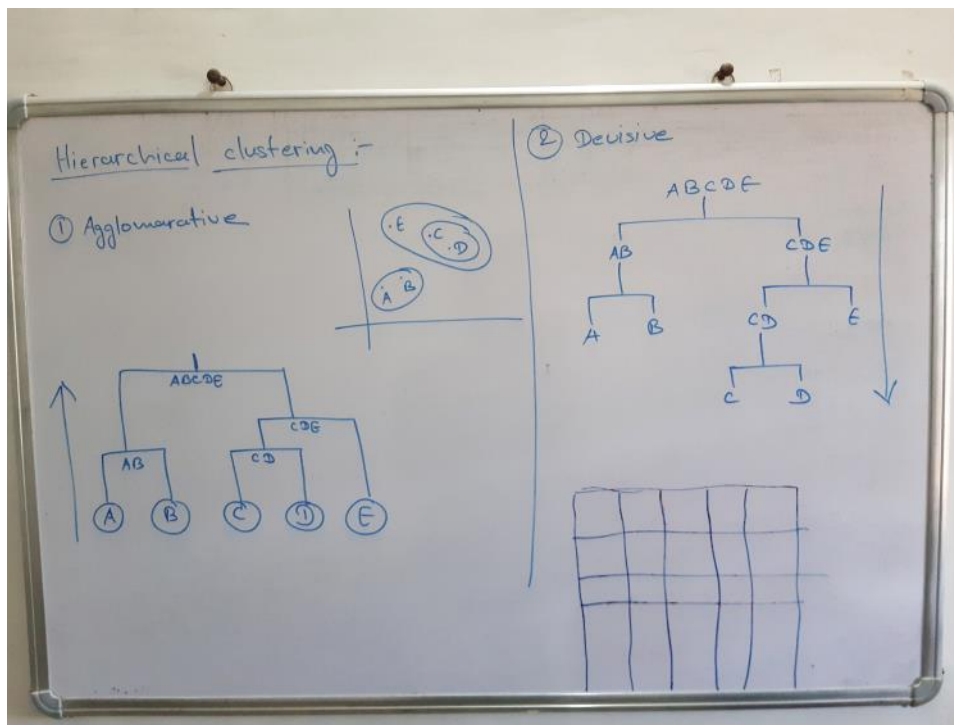 Hierarchical clustering :-
① Agglomarative
.E
.C
.D
A B
ABCDE
CDE
AB CD
A B C D E
② Devisive
ABCDE
AB CDE
A B CD E
C D